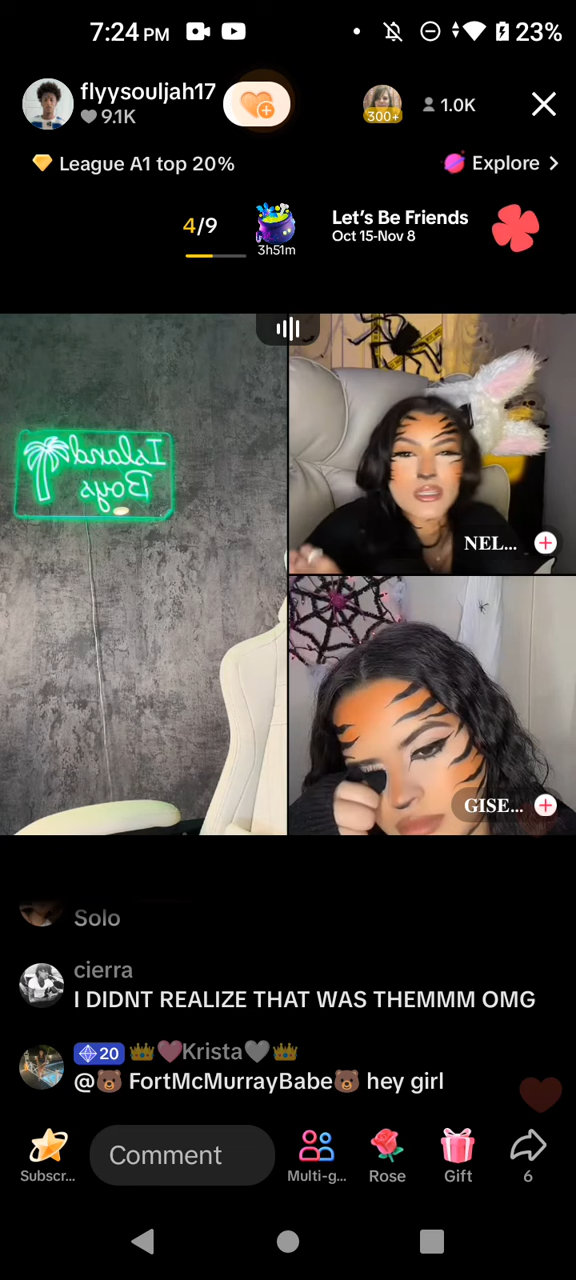 7:24 PM
23%
flyysouljah17
9.1K
300+
1.0K
League A1 top 20%
Explore >
4/9
3h51m
Let's Be Friends
Oct 15-Nov 8
Island
Boys
NEL...
GISE...
Solo
cierra
I DIDNT REALIZE THAT WAS THEMMM OMG
20 👑🩷Krista🩶👑
@🐻 FortMcMurrayBabe🐻 hey girl
Subscr...
Comment
Multi-g...
Rose
Gift
6